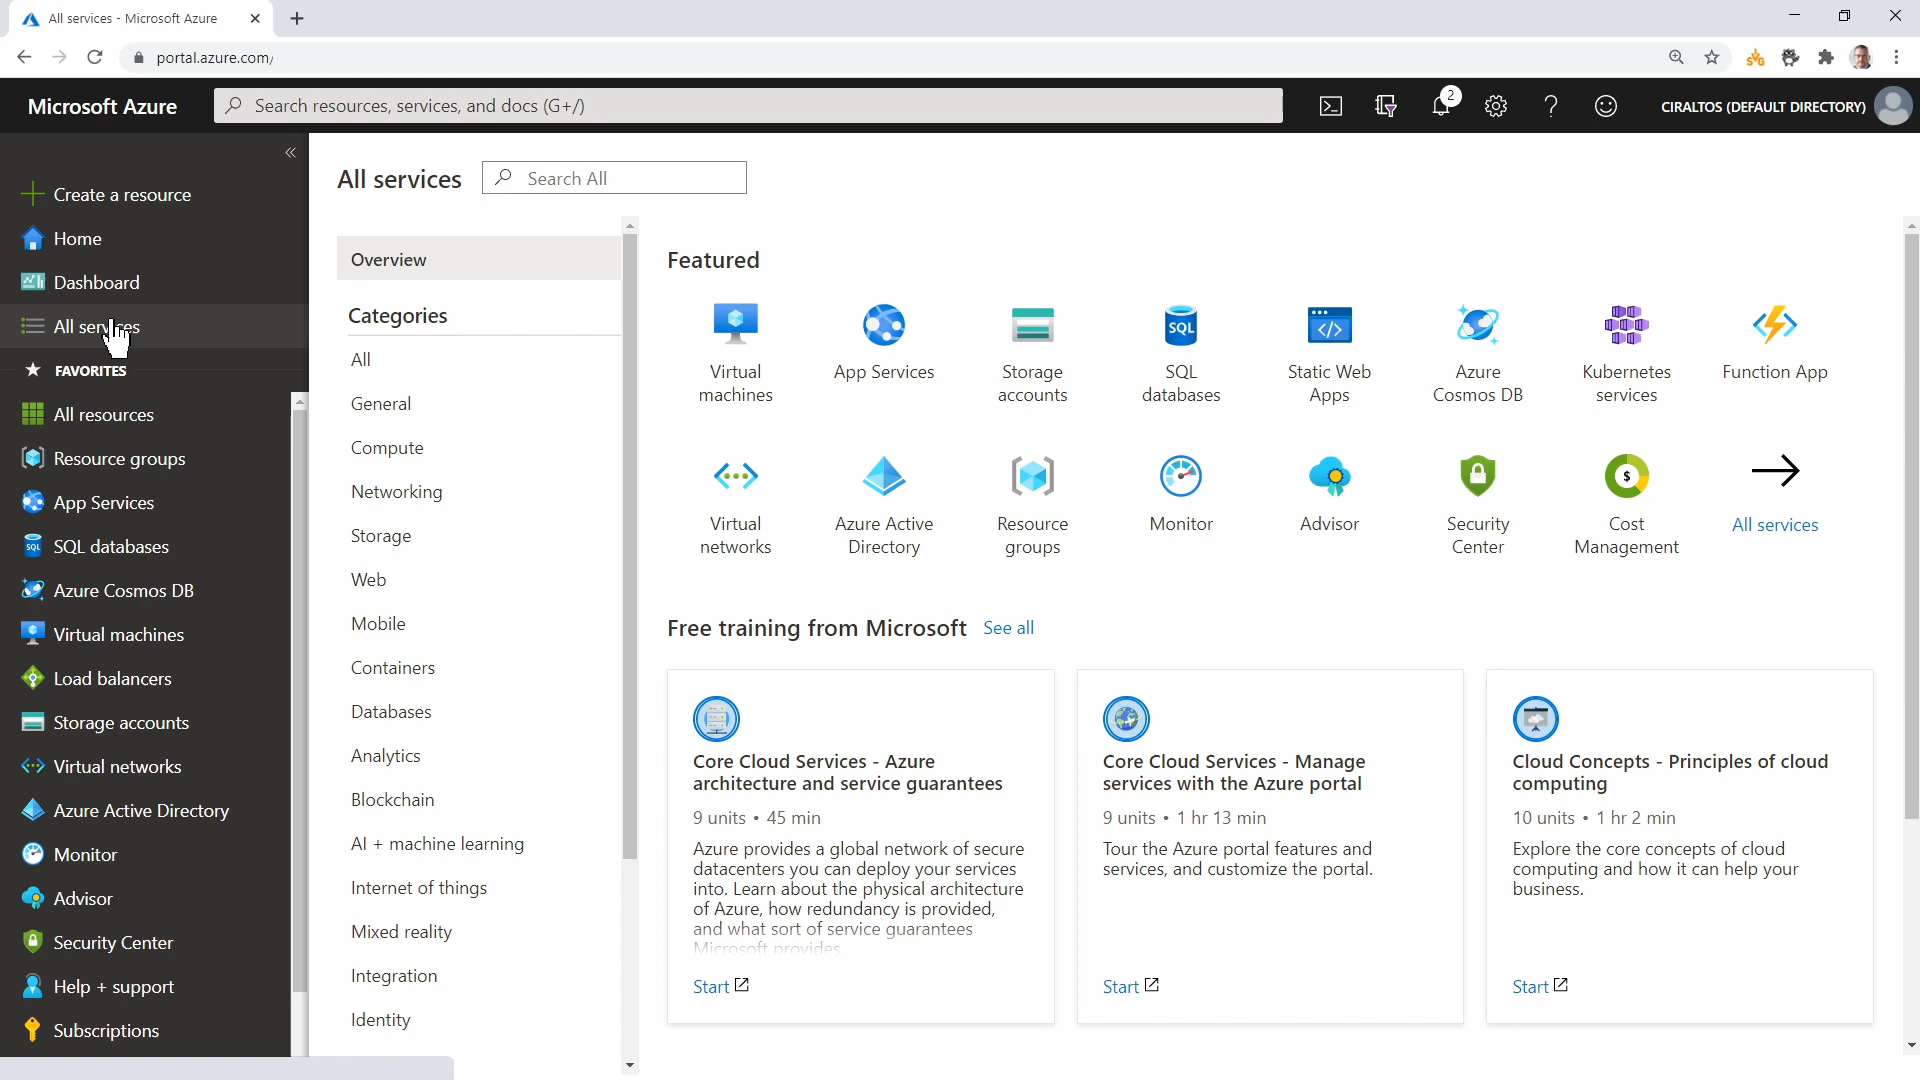 All services - Microsoft Azure
portal.azure.com/
Microsoft Azure
Search resources, services, and docs (G+/)
2
CIRALTOS (DEFAULT DIRECTORY)
Create a resource
Home
Dashboard
All services
FAVORITES
All resources
Resource groups
App Services
SQL databases
Azure Cosmos DB
Virtual machines
Load balancers
Storage accounts
Virtual networks
Azure Active Directory
Monitor
Advisor
Security Center
Help + support
Subscriptions
All services
Search All
Overview
Categories
All
General
Compute
Networking
Storage
Web
Mobile
Containers
Databases
Analytics
Blockchain
AI + machine learning
Internet of things
Mixed reality
Integration
Identity
Featured
Virtual
machines
App Services
Storage
accounts
SQL
SQL
databases
Static Web
Apps
Azure
Cosmos DB
Kubernetes
services
Function App
Virtual
networks
Azure Active
Directory
Resource
groups
Monitor
Advisor
Security
Center
Cost
Management
All services
Free training from Microsoft See all
Core Cloud Services - Azure
architecture and service guarantees
9 units • 45 min
Azure provides a global network of secure
datacenters you can deploy your services
into. Learn about the physical architecture
of Azure, how redundancy is provided,
and what sort of service guarantees
Microsoft provides
Start
Core Cloud Services - Manage
services with the Azure portal
9 units • 1 hr 13 min
Tour the Azure portal features and
services, and customize the portal.
Start
Cloud Concepts - Principles of cloud
computing
10 units • 1 hr 2 min
Explore the core concepts of cloud
computing and how it can help your
business.
Start